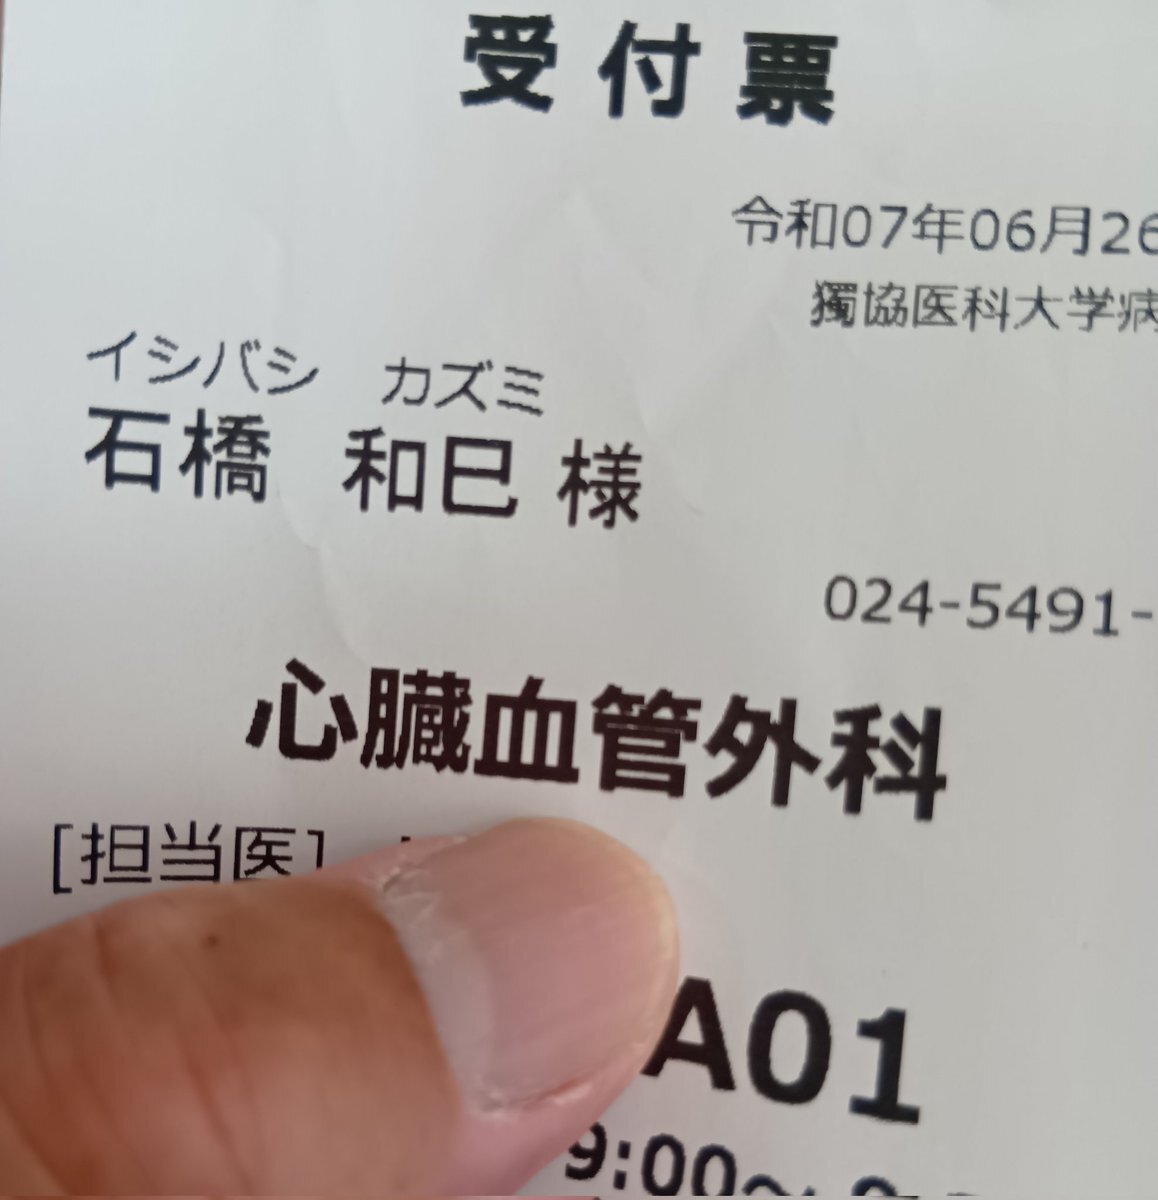 受付票
令和07年06月26
獨協医科大学病
イシバシ カズミ
石橋 和巳 様
024-5491-
心臓血管外科
[担当医]
A01
9:00～